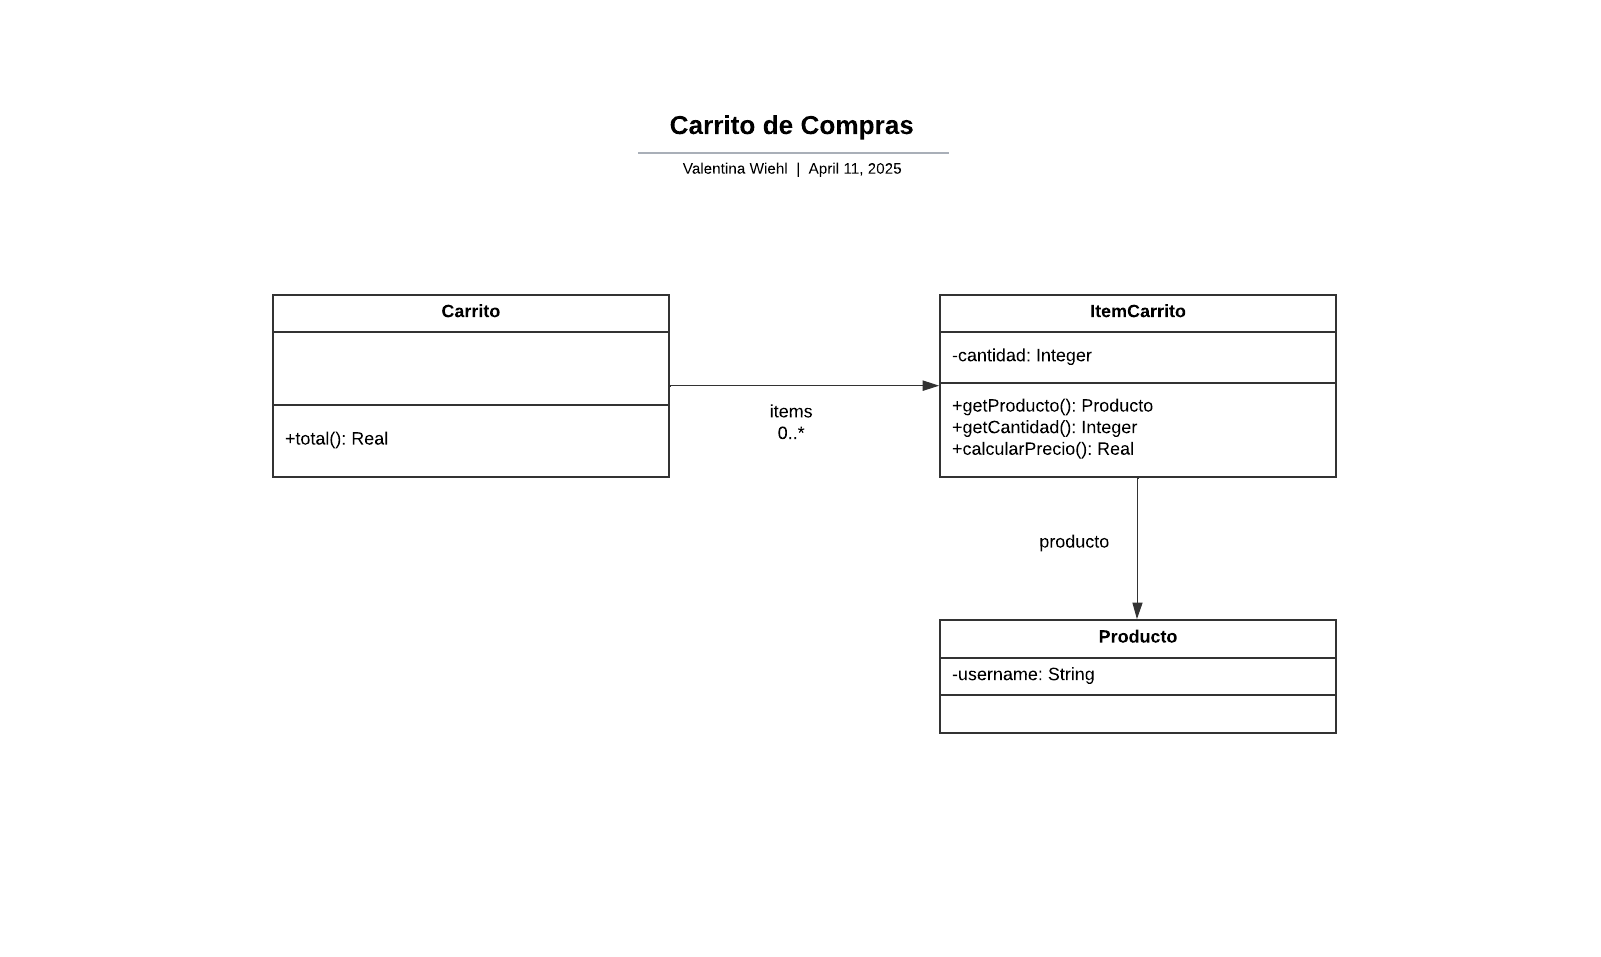 Carrito de Compras
Valentina Wiehl | April 11, 2025
Carrito
+total(): Real
items
0..*
ItemCarrito
-cantidad: Integer
+getProducto(): Producto
+getCantidad(): Integer
+calcularPrecio(): Real
producto
Producto
-username: String